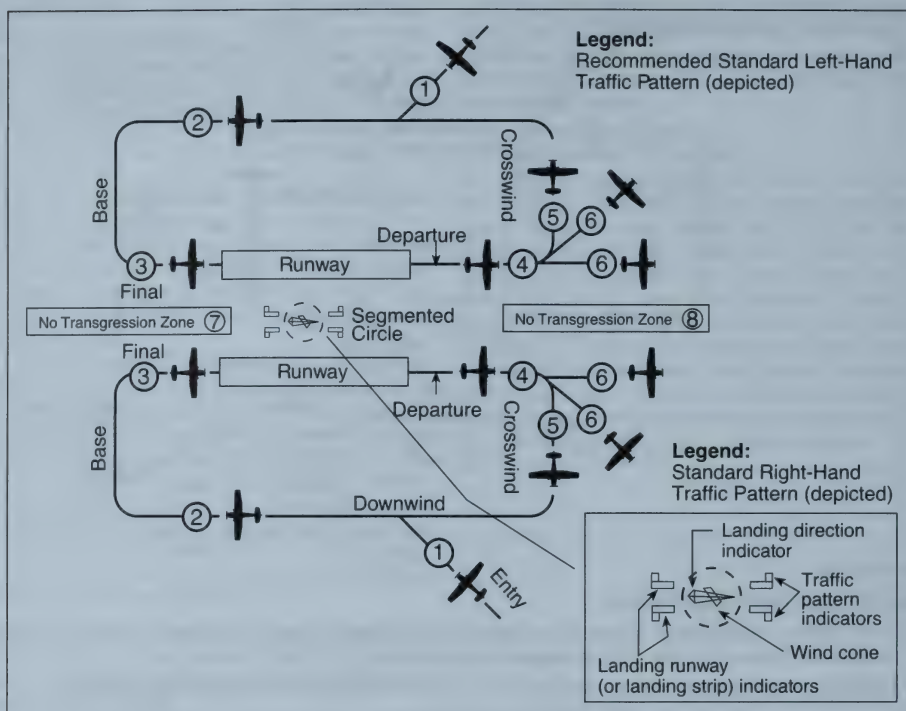 Legend:
Recommended Standard Left-Hand
Traffic Pattern (depicted)
1
2
Crosswind
Base
5
6
Departure
3
Runway
4
6
Final
No Transgression Zone 7
Segmented
Circle
No Transgression Zone 8
Final
3
Runway
4
6
Departure
Crosswind
5
6
Base
Legend:
Standard Right-Hand
Traffic Pattern (depicted)
2
Downwind
1
Entry
Landing direction
indicator
Traffic
pattern
indicators
Wind cone
Landing runway
(or landing strip) indicators